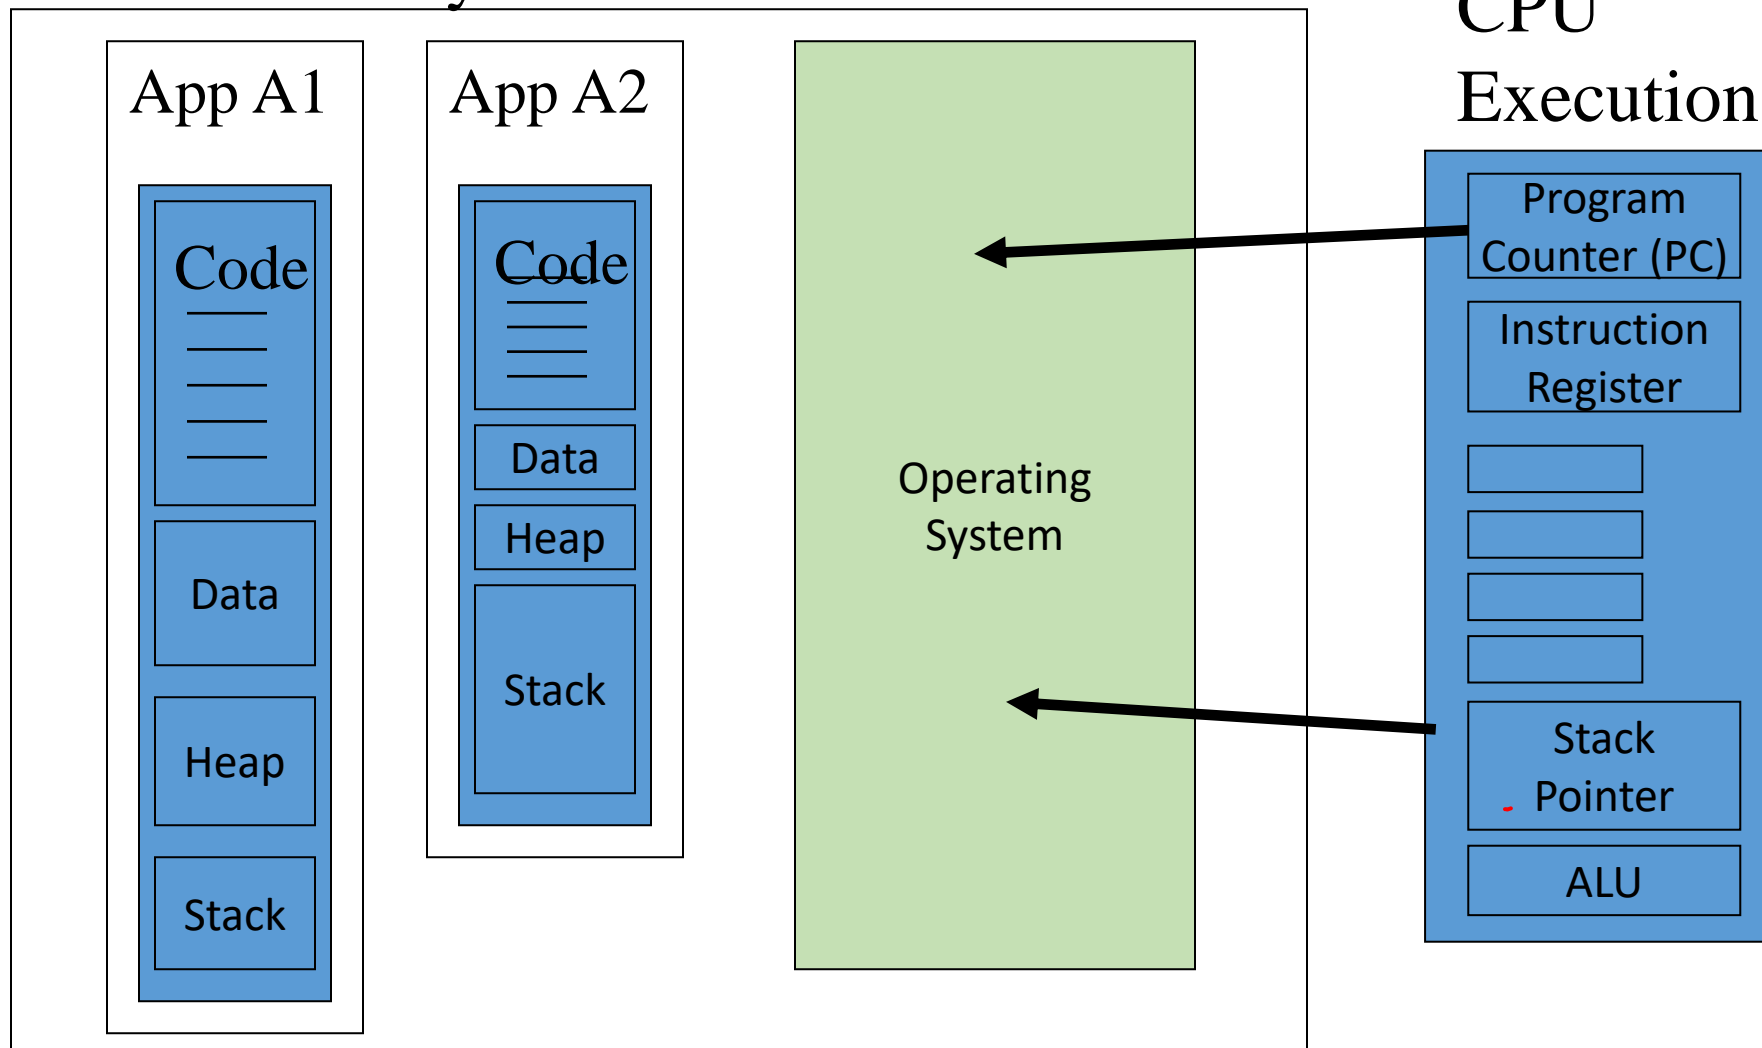 App A1
Code
Data
Heap
Stack
App A2
Code
Data
Heap
Stack
Operating
System
CPU
Execution
Program
Counter (PC)
Instruction
Register
Stack
Pointer
ALU